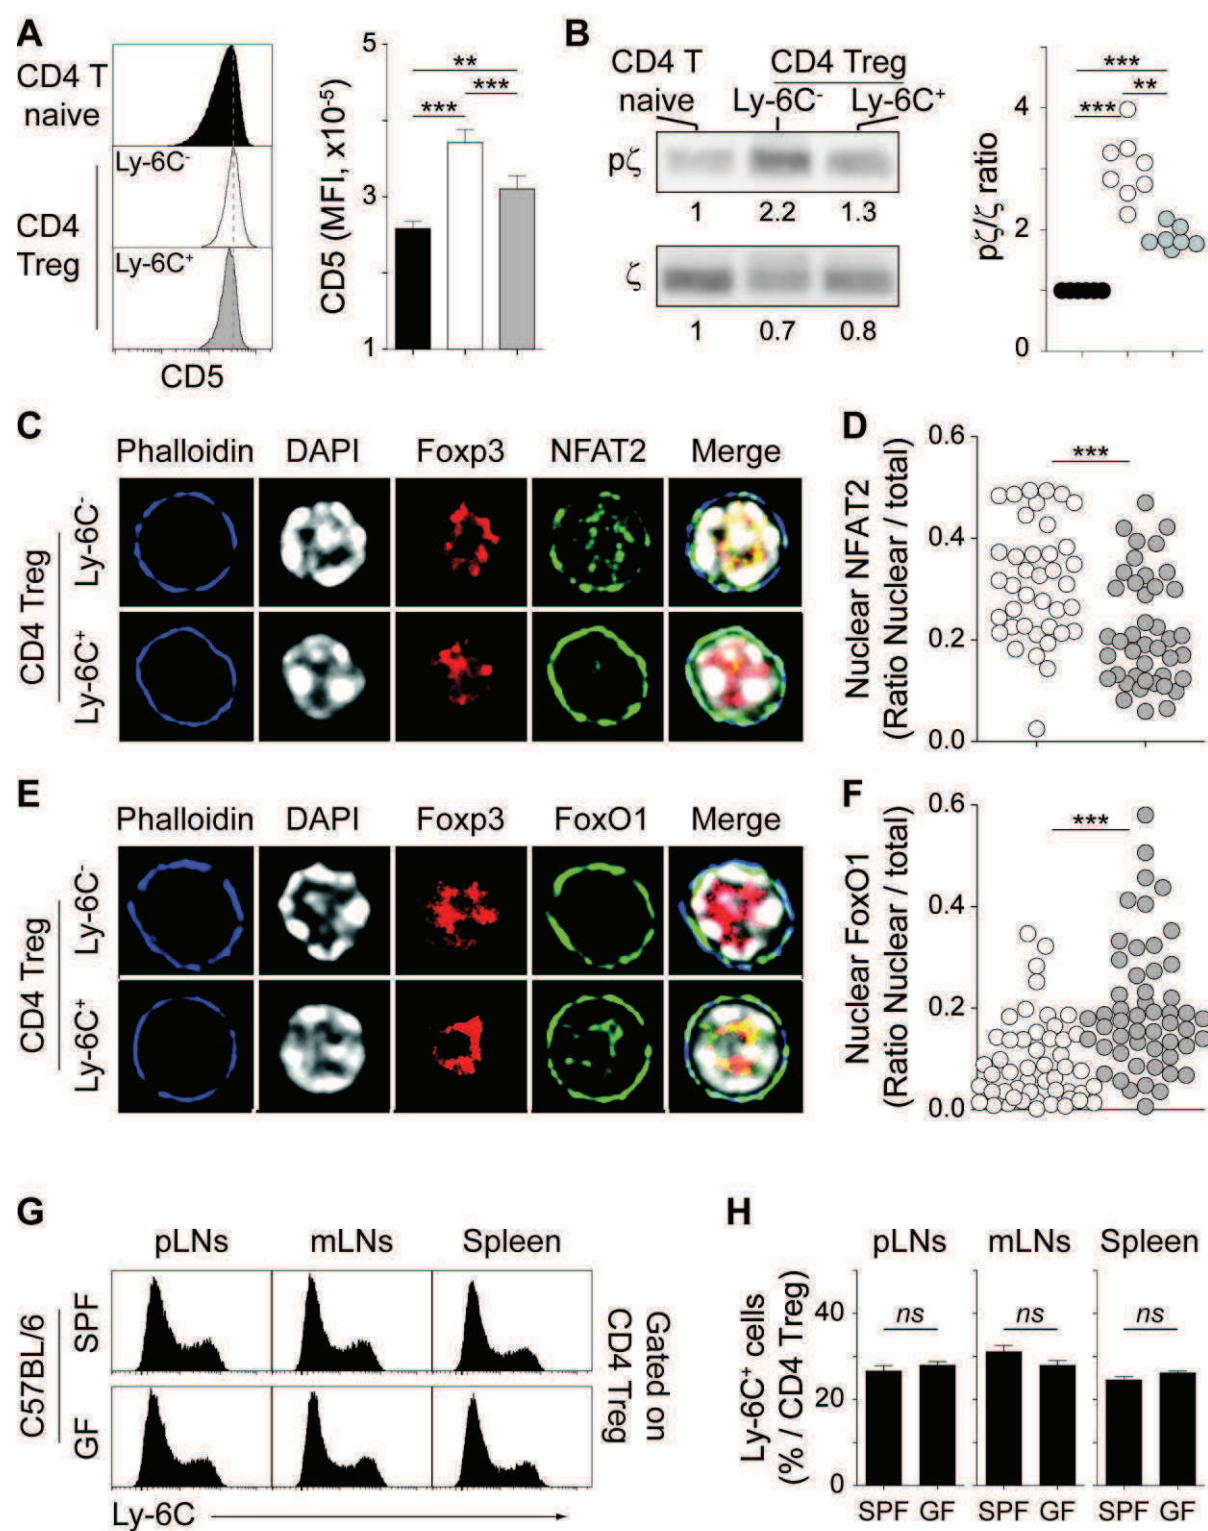 A
CD4 T
naive
Ly-6C-
CD4
Treg
Ly-6C+
CD5
CD5 (MFI, x10-5)
5
3
1
**
***
***
B
CD4 T
naive
CD4 Treg
Ly-6C-
Ly-6C+
pζ
1
2.2
1.3
ζ
1
0.7
0.8
pζ/ζ ratio
4
2
0
***
**
***
C
Phalloidin
DAPI
Foxp3
NFAT2
Merge
CD4 Treg
Ly-6C-
Ly-6C+
D
Nuclear NFAT2
(Ratio Nuclear / total)
0.6
0.4
0.2
0.0
***
E
Phalloidin
DAPI
Foxp3
FoxO1
Merge
CD4 Treg
Ly-6C-
Ly-6C+
F
Nuclear FoxO1
(Ratio Nuclear / total)
0.6
0.4
0.2
0.0
***
G
pLNs
mLNs
Spleen
C57BL/6
SPF
GF
Gated on
CD4 Treg
Ly-6C
H
pLNs
mLNs
Spleen
Ly-6C+ cells
(% / CD4 Treg)
40
20
0
ns
ns
ns
SPF GF
SPF GF
SPF GF